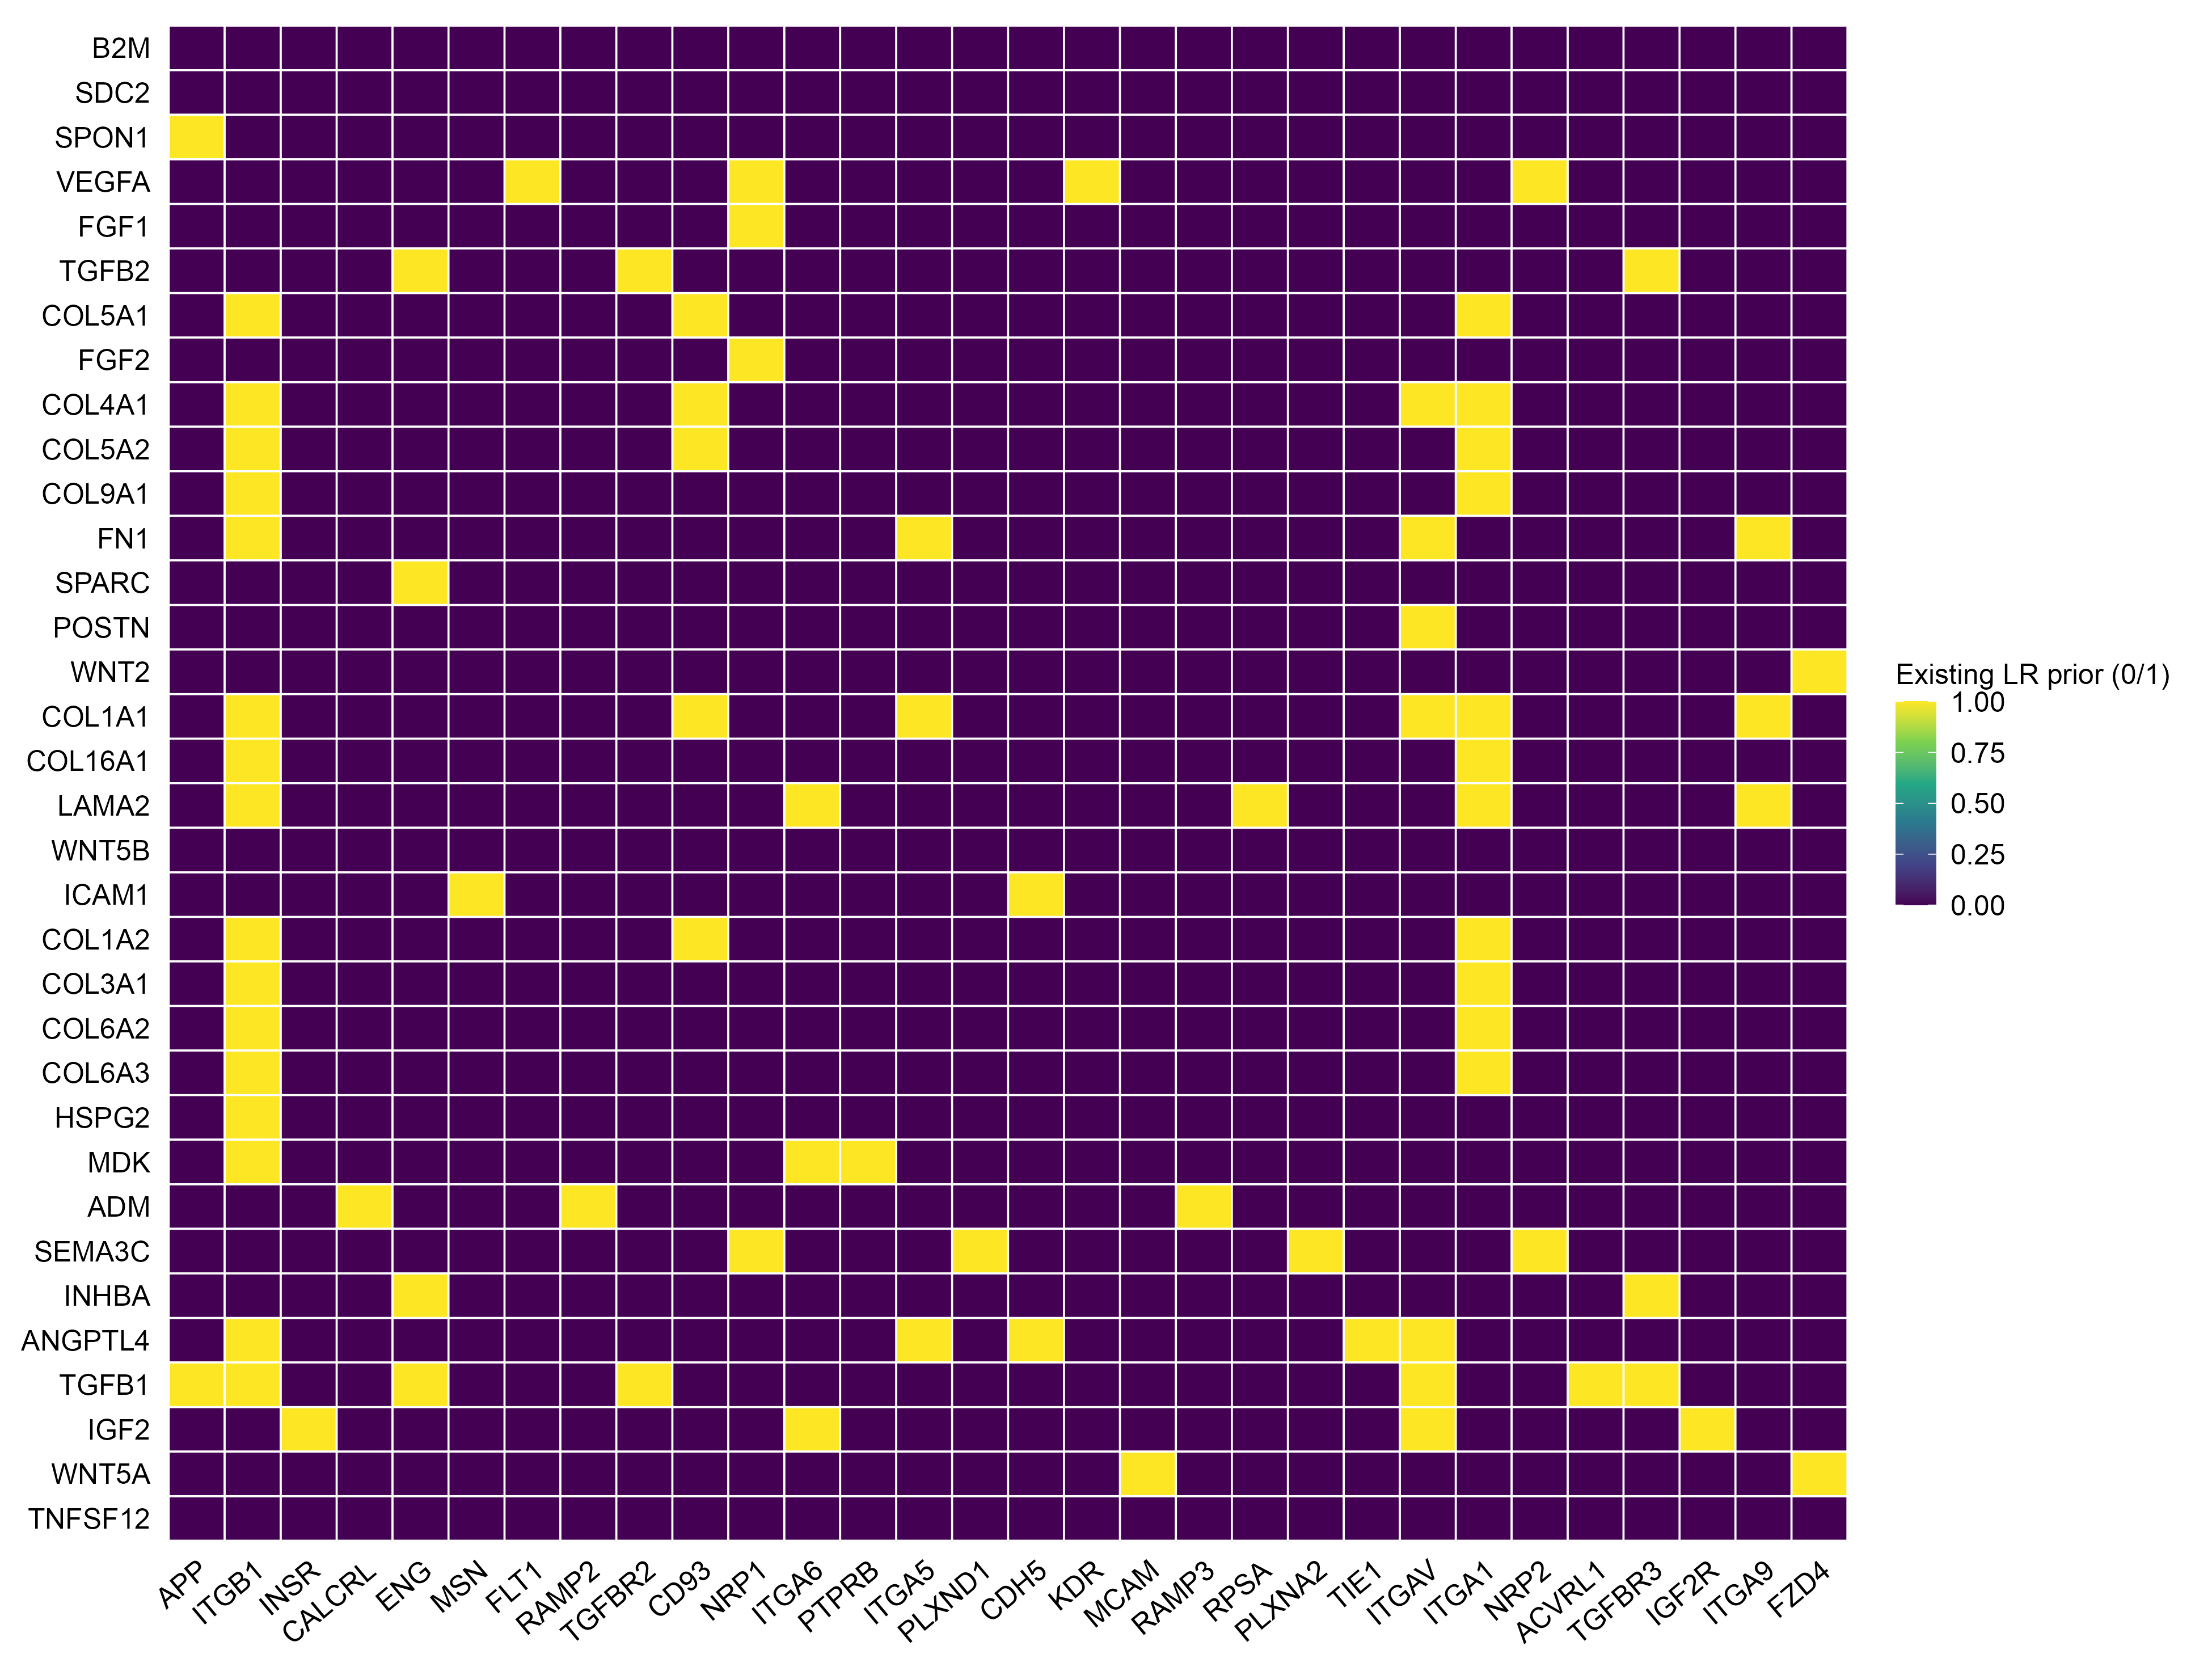 B2M
SDC2
SPON1
VEGFA
FGF1
TGFB2
COL5A1
FGF2
COL4A1
COL5A2
COL9A1
FN1
SPARC
POSTN
WNT2
COL1A1
COL16A1
LAMA2
WNT5B
ICAM1
COL1A2
COL3A1
COL6A2
COL6A3
HSPG2
MDK
ADM
SEMA3C
INHBA
ANGPTL4
TGFB1
IGF2
WNT5A
TNFSF12
APP
ITGB1
INSR
CALCRL
ENG
MSN
FLT1
RAMP2
TGFBR2
CD93
NRP1
ITGA6
PTPRB
ITGA5
PLXND1
CDH5
KDR
MCAM
RAMP3
RPSA
PLXNA2
TIE1
ITGAV
ITGA1
NRP2
ACVRL1
TGFBR3
IGF2R
ITGA9
FZD4
Existing LR prior (0/1)
1.00
0.75
0.50
0.25
0.00